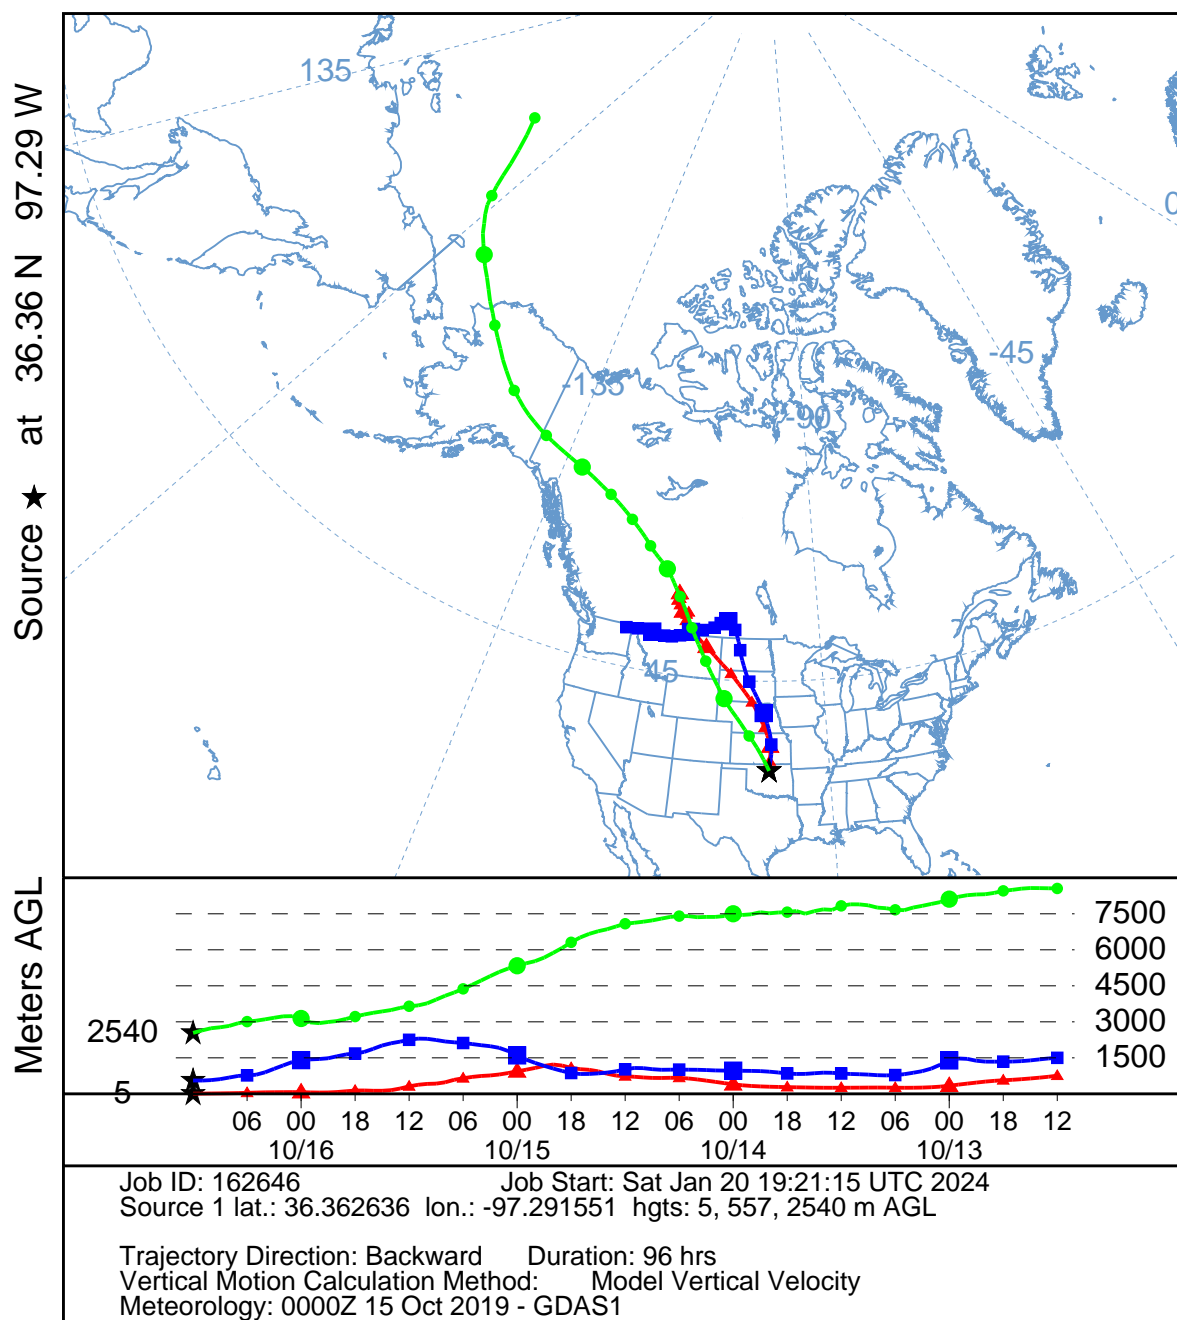 Source ★ at 36.36 N 97.29 W
135
0
-45
-135
-90
45
Meters AGL
7500
6000
4500
3000
1500
2540
5
06 00 18 12 06 00 18 12 06 00 18 12 06 00 18 12
10/16 10/15 10/14 10/13
Job ID: 162646 Job Start: Sat Jan 20 19:21:15 UTC 2024
Source 1 lat.: 36.362636 lon.: -97.291551 hgts: 5, 557, 2540 m AGL
Trajectory Direction: Backward Duration: 96 hrs
Vertical Motion Calculation Method: Model Vertical Velocity
Meteorology: 0000Z 15 Oct 2019 - GDAS1